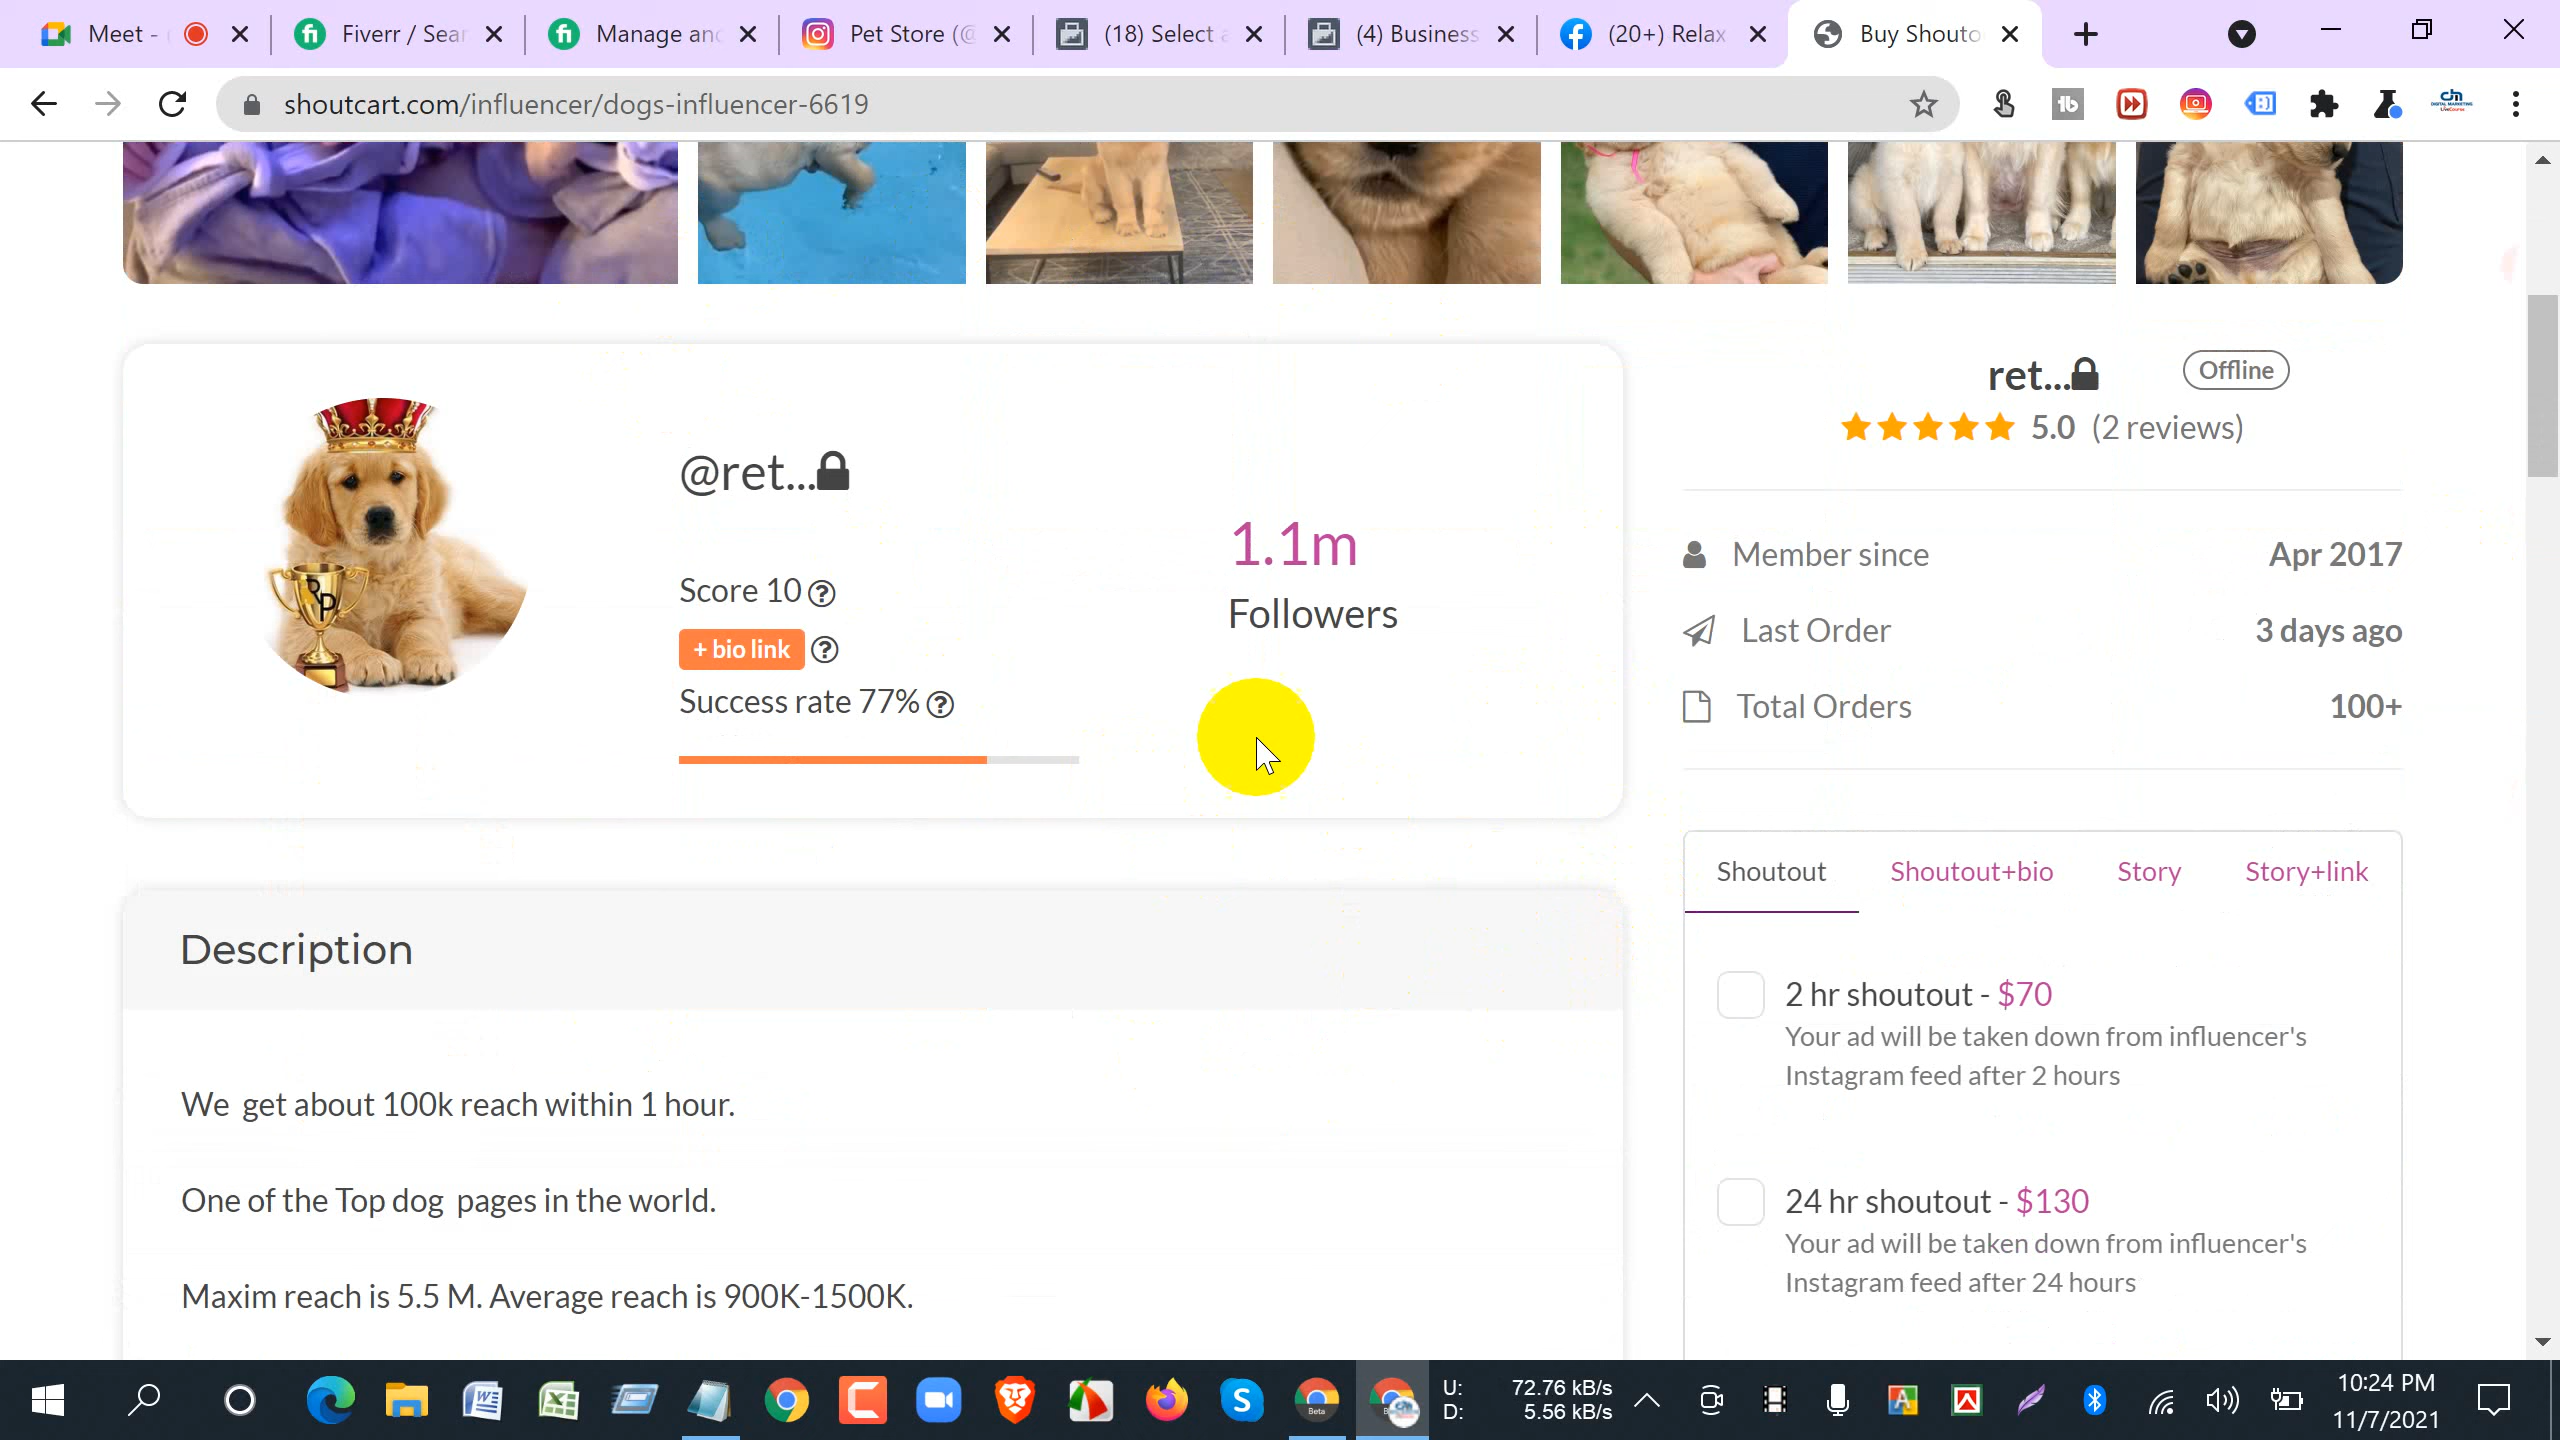 Meet -
Fiverr / Sear
Manage and
Pet Store (@
(18) Select a
(4) Business
(20+) Relax
Buy Shouto
shoutcart.com/influencer/dogs-influencer-6619
@ret...
Score 10
+ bio link
Success rate 77%
1.1m
Followers
RP
ret...
Offline
5.0 (2 reviews)
Member since Apr 2017
Last Order 3 days ago
Total Orders 100+
Shoutout Shoutout+bio Story Story+link
2 hr shoutout - $70
Your ad will be taken down from influencer's
Instagram feed after 2 hours
24 hr shoutout - $130
Your ad will be taken down from influencer's
Instagram feed after 24 hours
Description
We get about 100k reach within 1 hour.
One of the Top dog pages in the world.
Maxim reach is 5.5 M. Average reach is 900K-1500K.
U: 72.76 kB/s
D: 5.56 kB/s
10:24 PM
11/7/2021